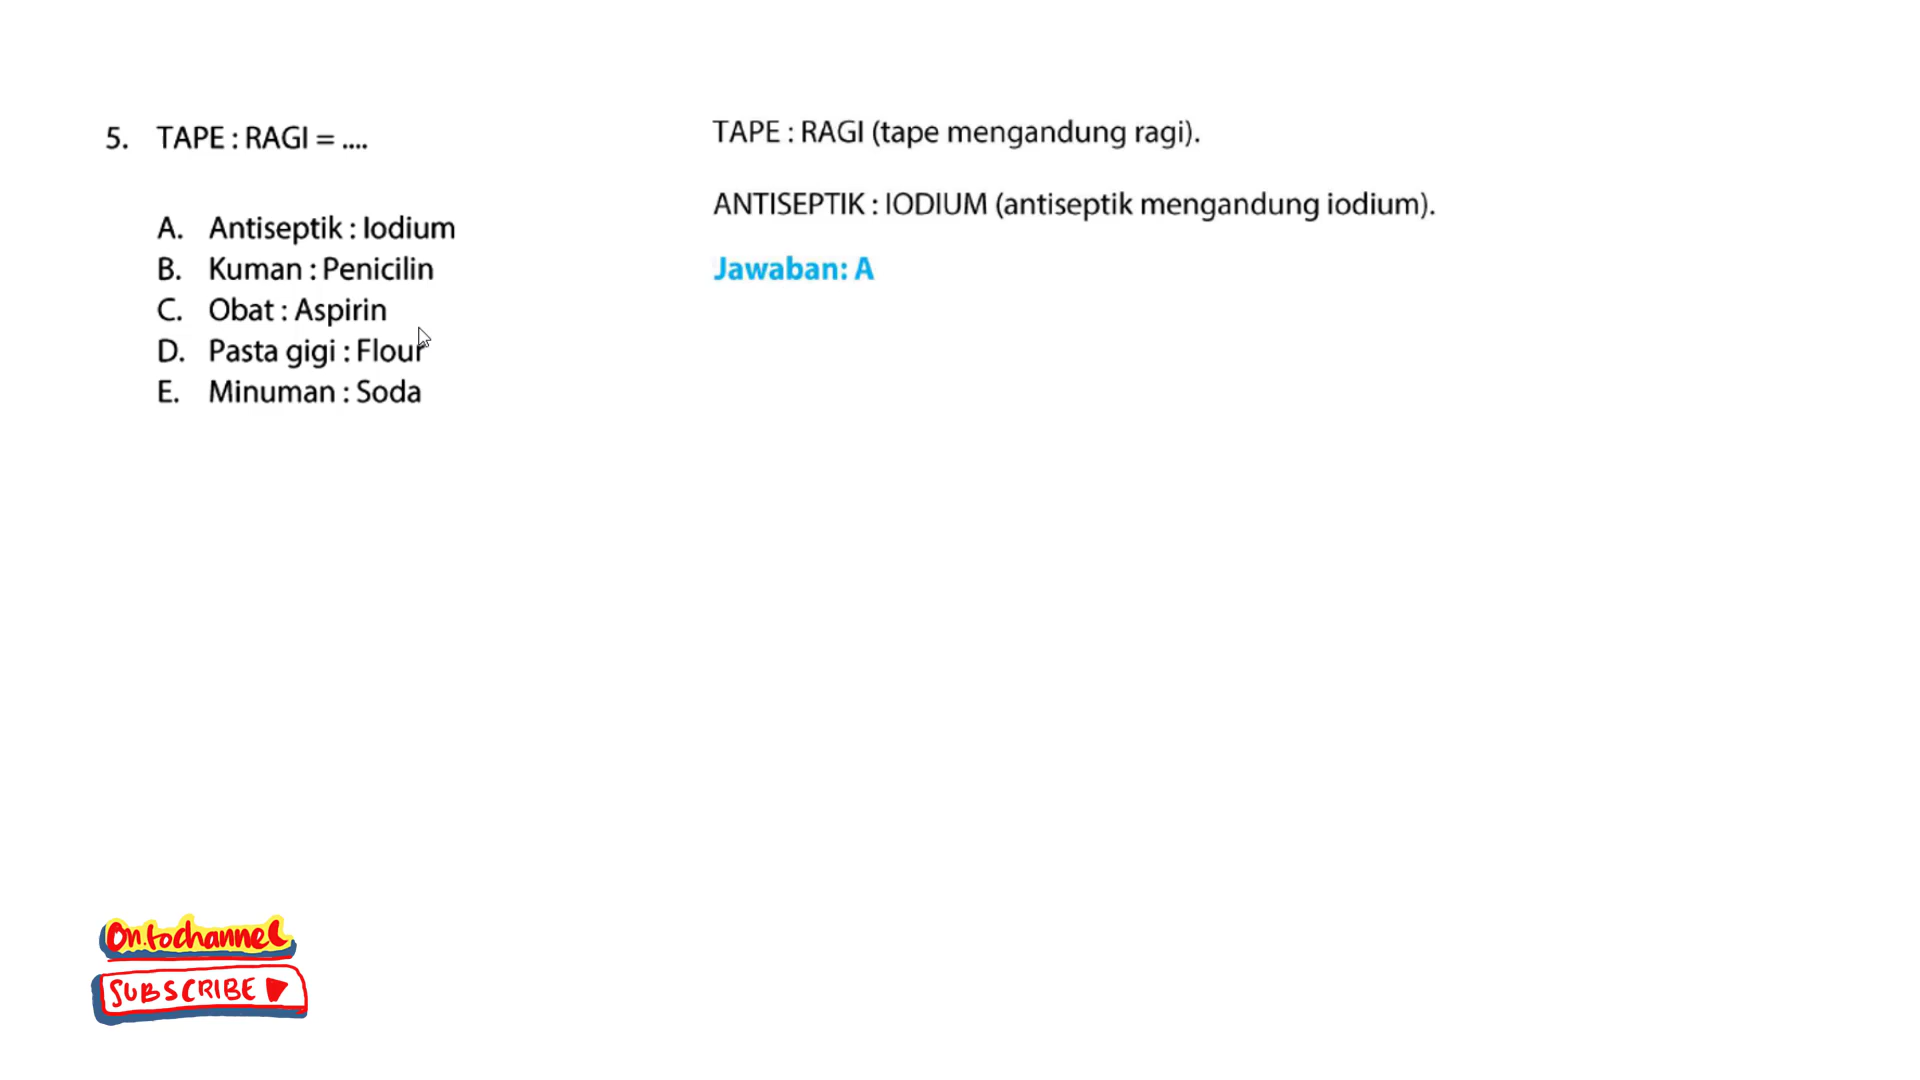 5. TAPE : RAGI = ....
A. Antiseptik : Iodium
B. Kuman : Penicilin
C. Obat : Aspirin
D. Pasta gigi : Flour
E. Minuman : Soda
TAPE : RAGI (tape mengandung ragi).
ANTISEPTIK : IODIUM (antiseptik mengandung iodium).
Jawaban: A
On.tochannel
SUBSCRIBE